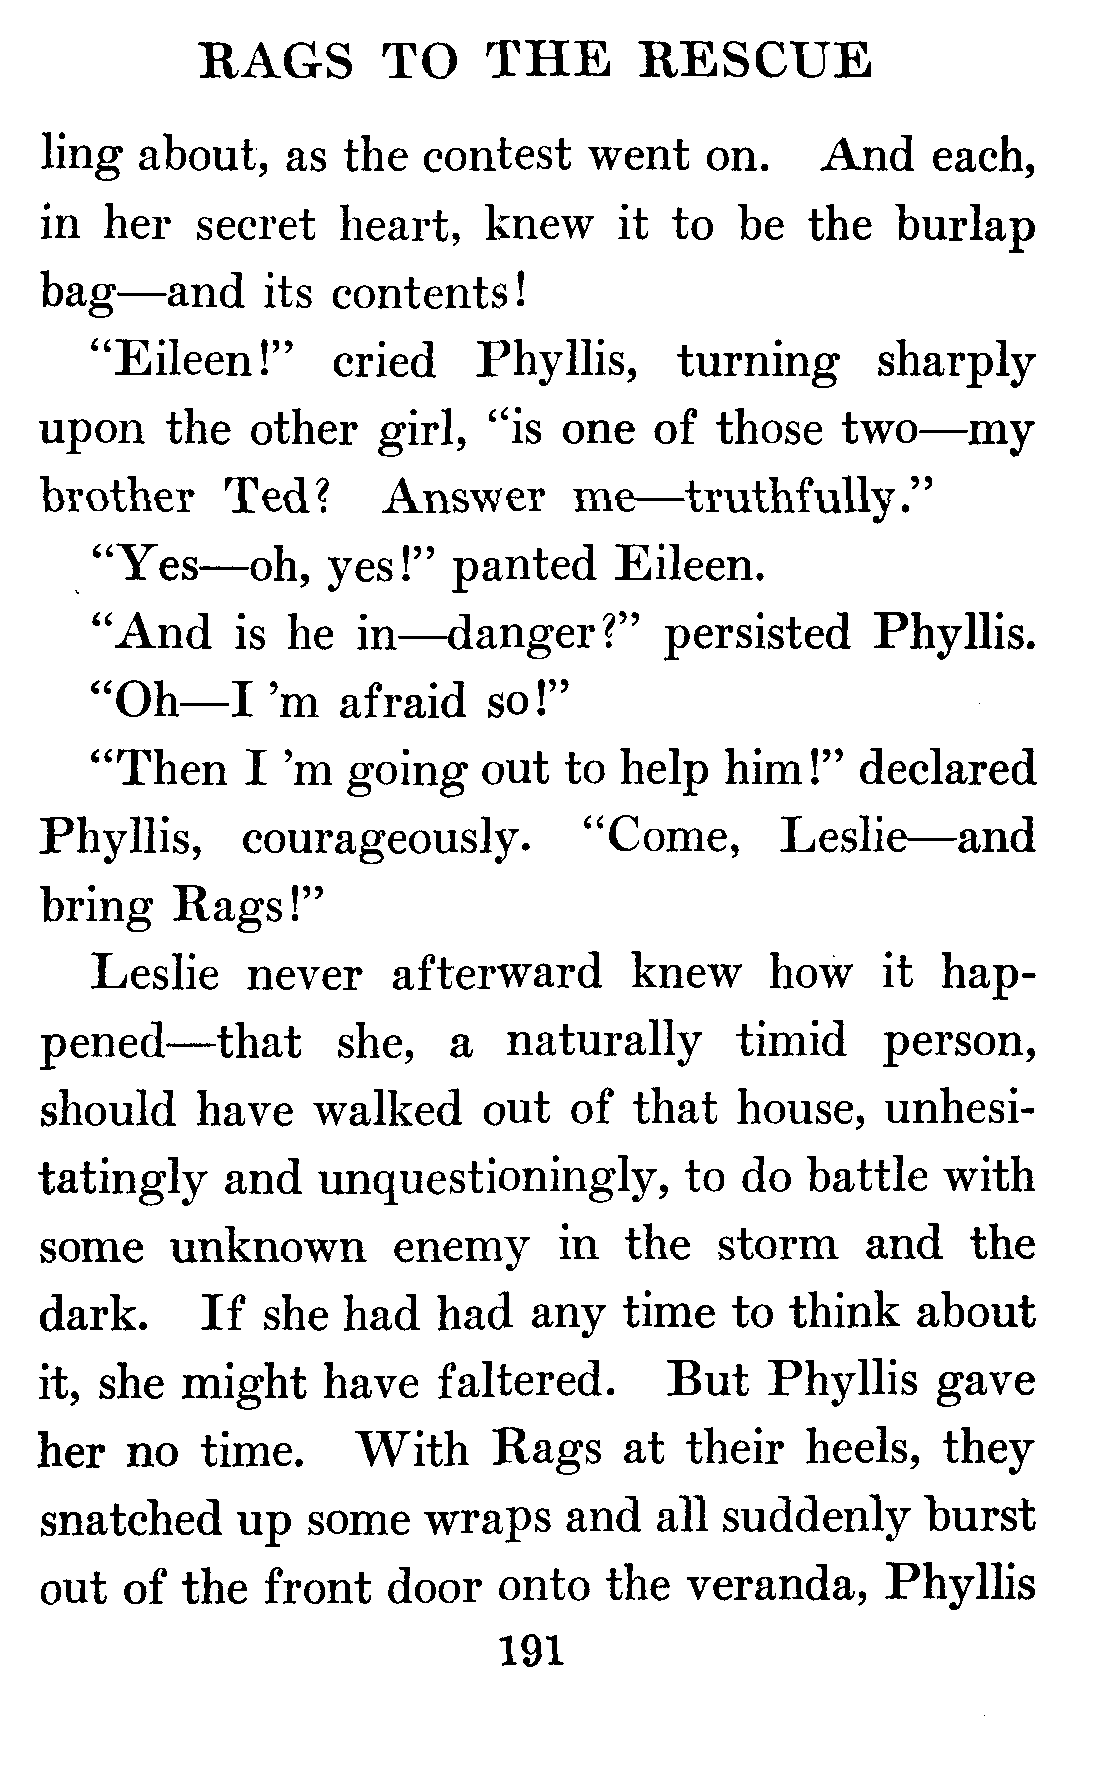 RAGS TO THE RESCUE
ling about, as the contest went on. And each,
in her secret heart, knew it to be the burlap
bag—and its contents!
“Eileen!” cried Phyllis, turning sharply
upon the other girl, “is one of those two—my
brother Ted? Answer me—truthfully.”
“Yes—oh, yes!” panted Eileen.
“And is he in—danger?” persisted Phyllis.
“Oh—I ’m afraid so!”
“Then I ’m going out to help him!” declared
Phyllis, courageously. “Come, Leslie—and
bring Rags!”
Leslie never afterward knew how it hap-
pened—that she, a naturally timid person,
should have walked out of that house, unhesi-
tatingly and unquestioningly, to do battle with
some unknown enemy in the storm and the
dark. If she had had any time to think about
it, she might have faltered. But Phyllis gave
her no time. With Rags at their heels, they
snatched up some wraps and all suddenly burst
out of the front door onto the veranda, Phyllis
191